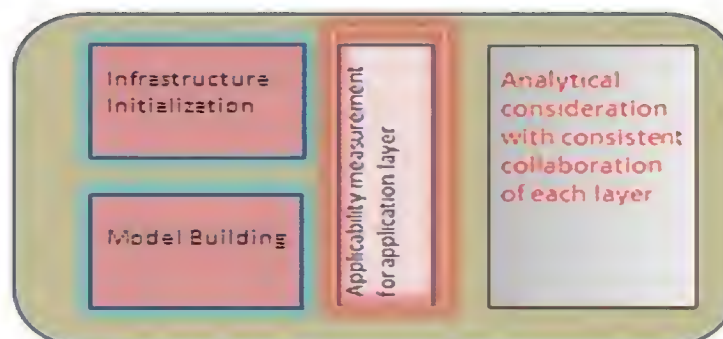 Infrastructure
Initialization
Model Building
Applicability measurement
for application layer
Analytical
consideration
with consistent
collaboration
of each layer